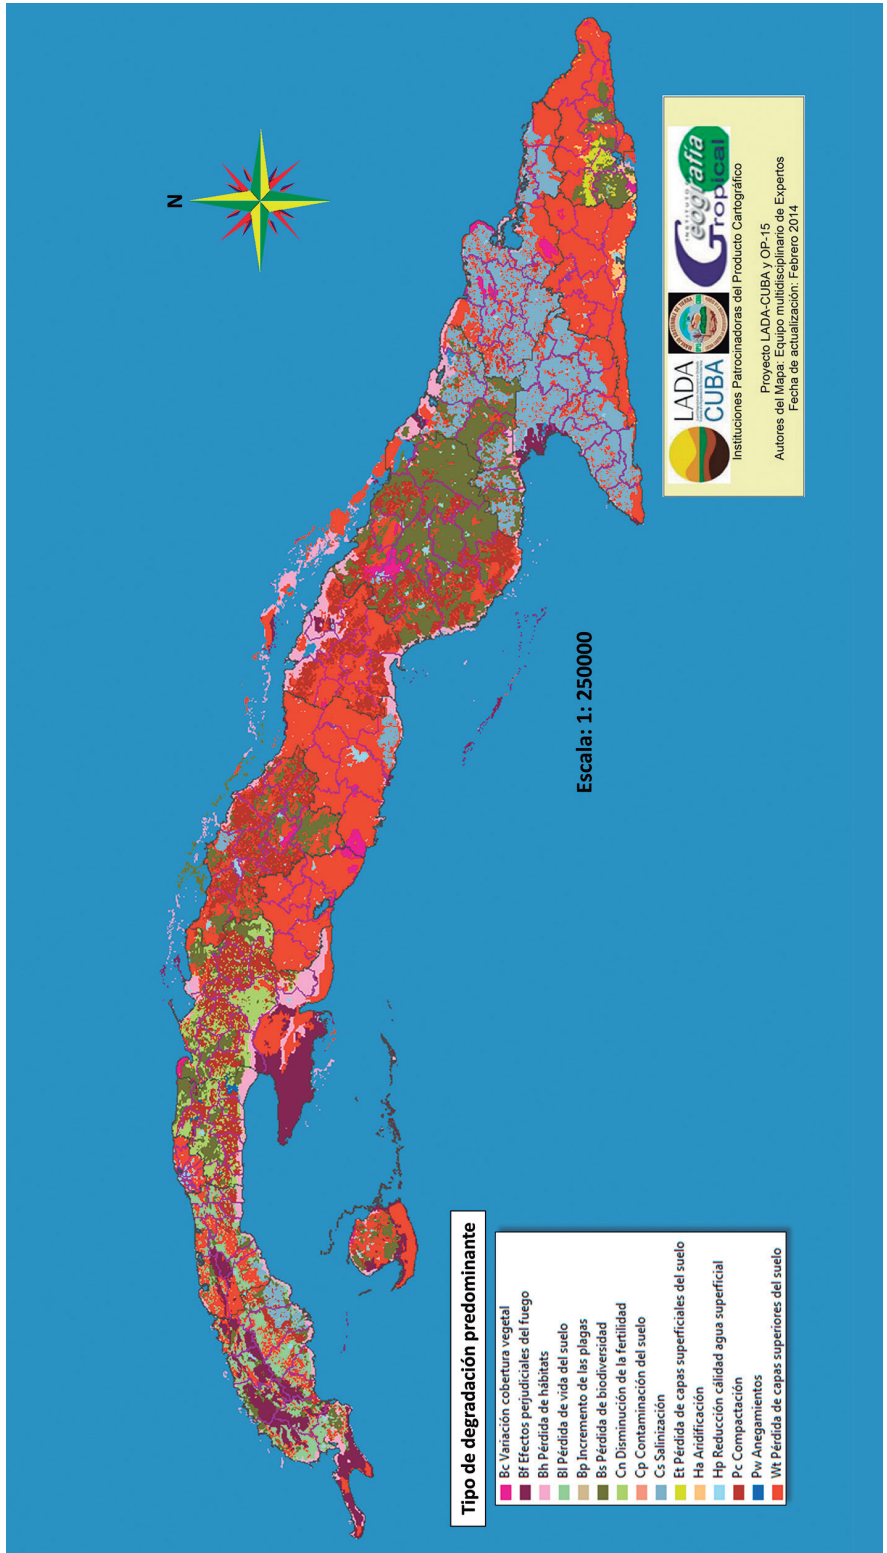 N
Escala: 1: 250000
Tipo de degradación predominante
Bc Variación cobertura vegetal
Bf Efectos perjudiciales del fuego
Bh Pérdida de hábitats
Bl Pérdida de vida del suelo
Bp Incremento de las plagas
Bs Pérdida de biodiversidad
Cn Disminución de la fertilidad
Cp Contaminación del suelo
Cs Salinización
Et Pérdida de capas superficiales del suelo
Ha Aridificación
Hp Reducción cálidad agua superficial
Pc Compactación
Pw Anegamientos
Wt Pérdida de capas superiores del suelo
LADA
CUBA
INSTITUTO
Geografía
Tropical
Instituciones Patrocinadoras del Producto Cartográfico
Proyecto LADA-CUBA y OP-15
Autores del Mapa: Equipo multidisciplinario de Expertos
Fecha de actualización: Febrero 2014